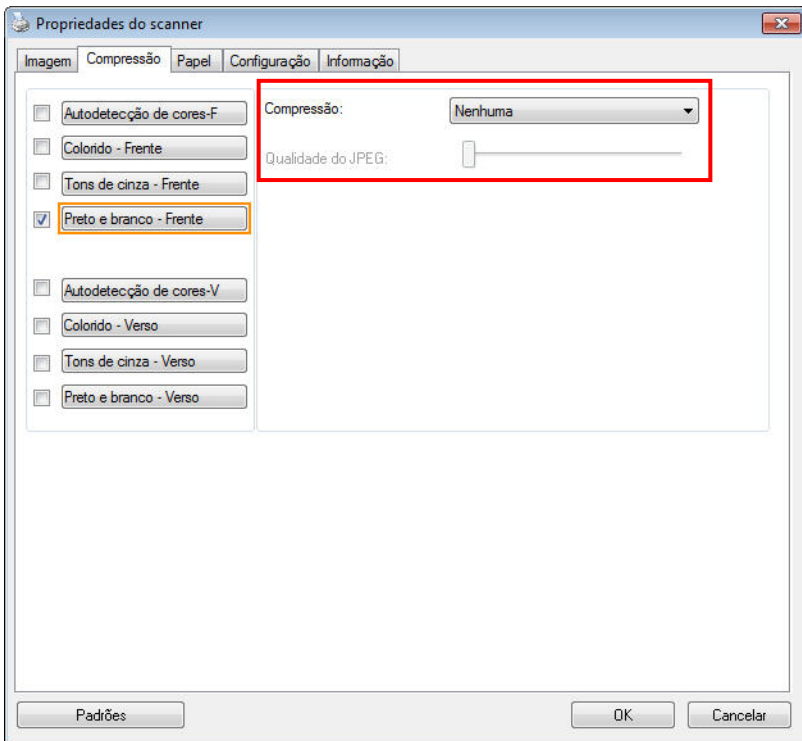 Propriedades do scanner
Imagem Compressão Papel Configuração Informação
Autodetecção de cores-F
Colorido - Frente
Tons de cinza - Frente
Preto e branco - Frente
Autodetecção de cores-V
Colorido - Verso
Tons de cinza - Verso
Preto e branco - Verso
Compressão: Nenhuma
Qualidade do JPEG:
Padrões OK Cancelar